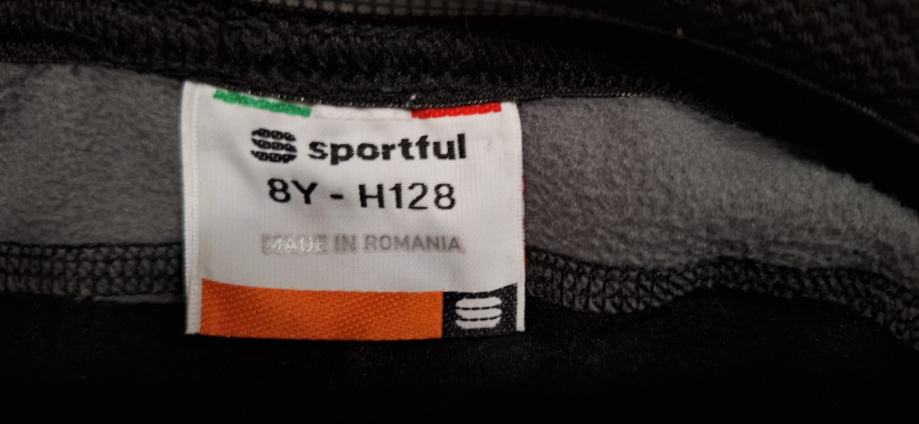 sportful
8Y - H128
MADE IN ROMANIA